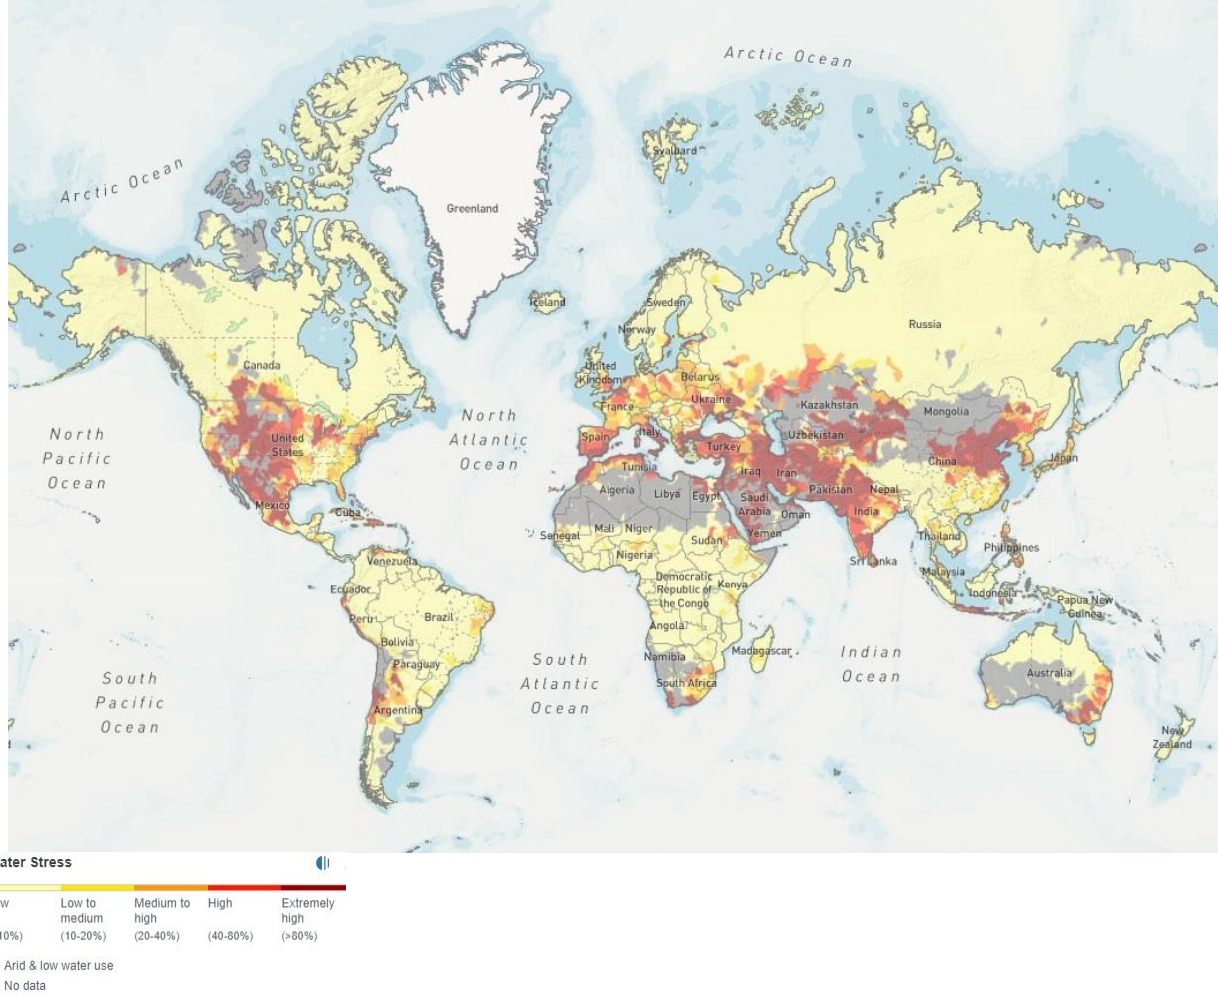 Arctic Ocean
Arctic Ocean
Svalbard
Greenland
Iceland
Sweden
Norway
Russia
Canada
United
Kingdom
Belarus
Ukraine
France
Kazakhstan
Mongolia
North
Pacific
Ocean
North
Atlantic
Ocean
United
States
Spain
Italy
Turkey
Uzbekistan
China
Japan
Tunisia
Iraq
Iran
Algeria
Libya
Egypt
Saudi
Arabia
Pakistan
Nepal
Oman
India
Mexico
Cuba
Senegal
Mali
Niger
Sudan
Yemen
Thailand
Philippines
Nigeria
Sri Lanka
Malaysia
Venezuela
Ecuador
Democratic
Republic of
the Congo
Kenya
Indonesia
Papua New
Guinea
Peru
Brazil
Angola
Bolivia
Paraguay
Namibia
Madagascar
South
Pacific
Ocean
South
Atlantic
Ocean
Indian
Ocean
Australia
South Africa
Argentina
New
Zealand
d
ater Stress
w
Low to
medium
Medium to
high
High
Extremely
high
10%)
(10-20%)
(20-40%)
(40-80%)
(>80%)
Arid & low water use
No data